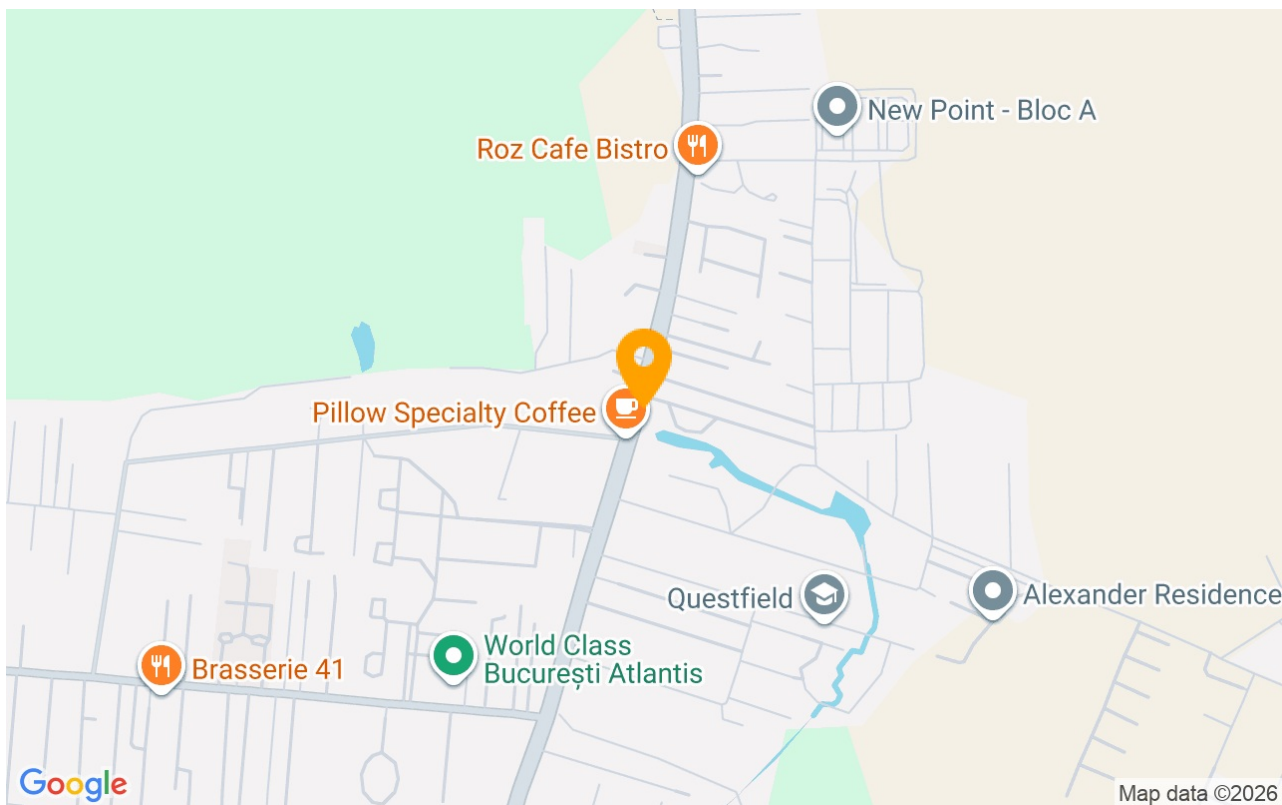 New Point - Bloc A
Roz Cafe Bistro
Pillow Specialty Coffee
Questfield
Alexander Residence
World Class
București Atlantis
Brasserie 41
Google
Map data ©2026